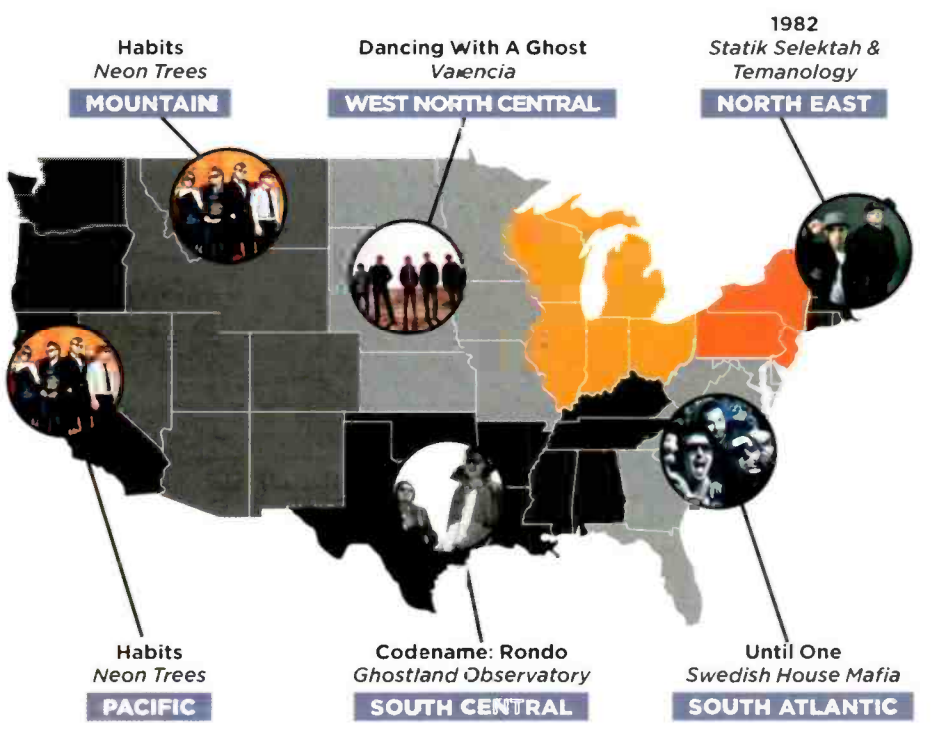 Habits
Neon Trees
MOUNTAIN
Dancing With A Ghost
Valencia
WEST NORTH CENTRAL
1982
Statik Selektah &
Temanology
NORTH EAST
Habits
Neon Trees
PACIFIC
Codename: Rondo
Ghostland Observatory
SOUTH CENTRAL
Until One
Swedish House Mafia
SOUTH ATLANTIC